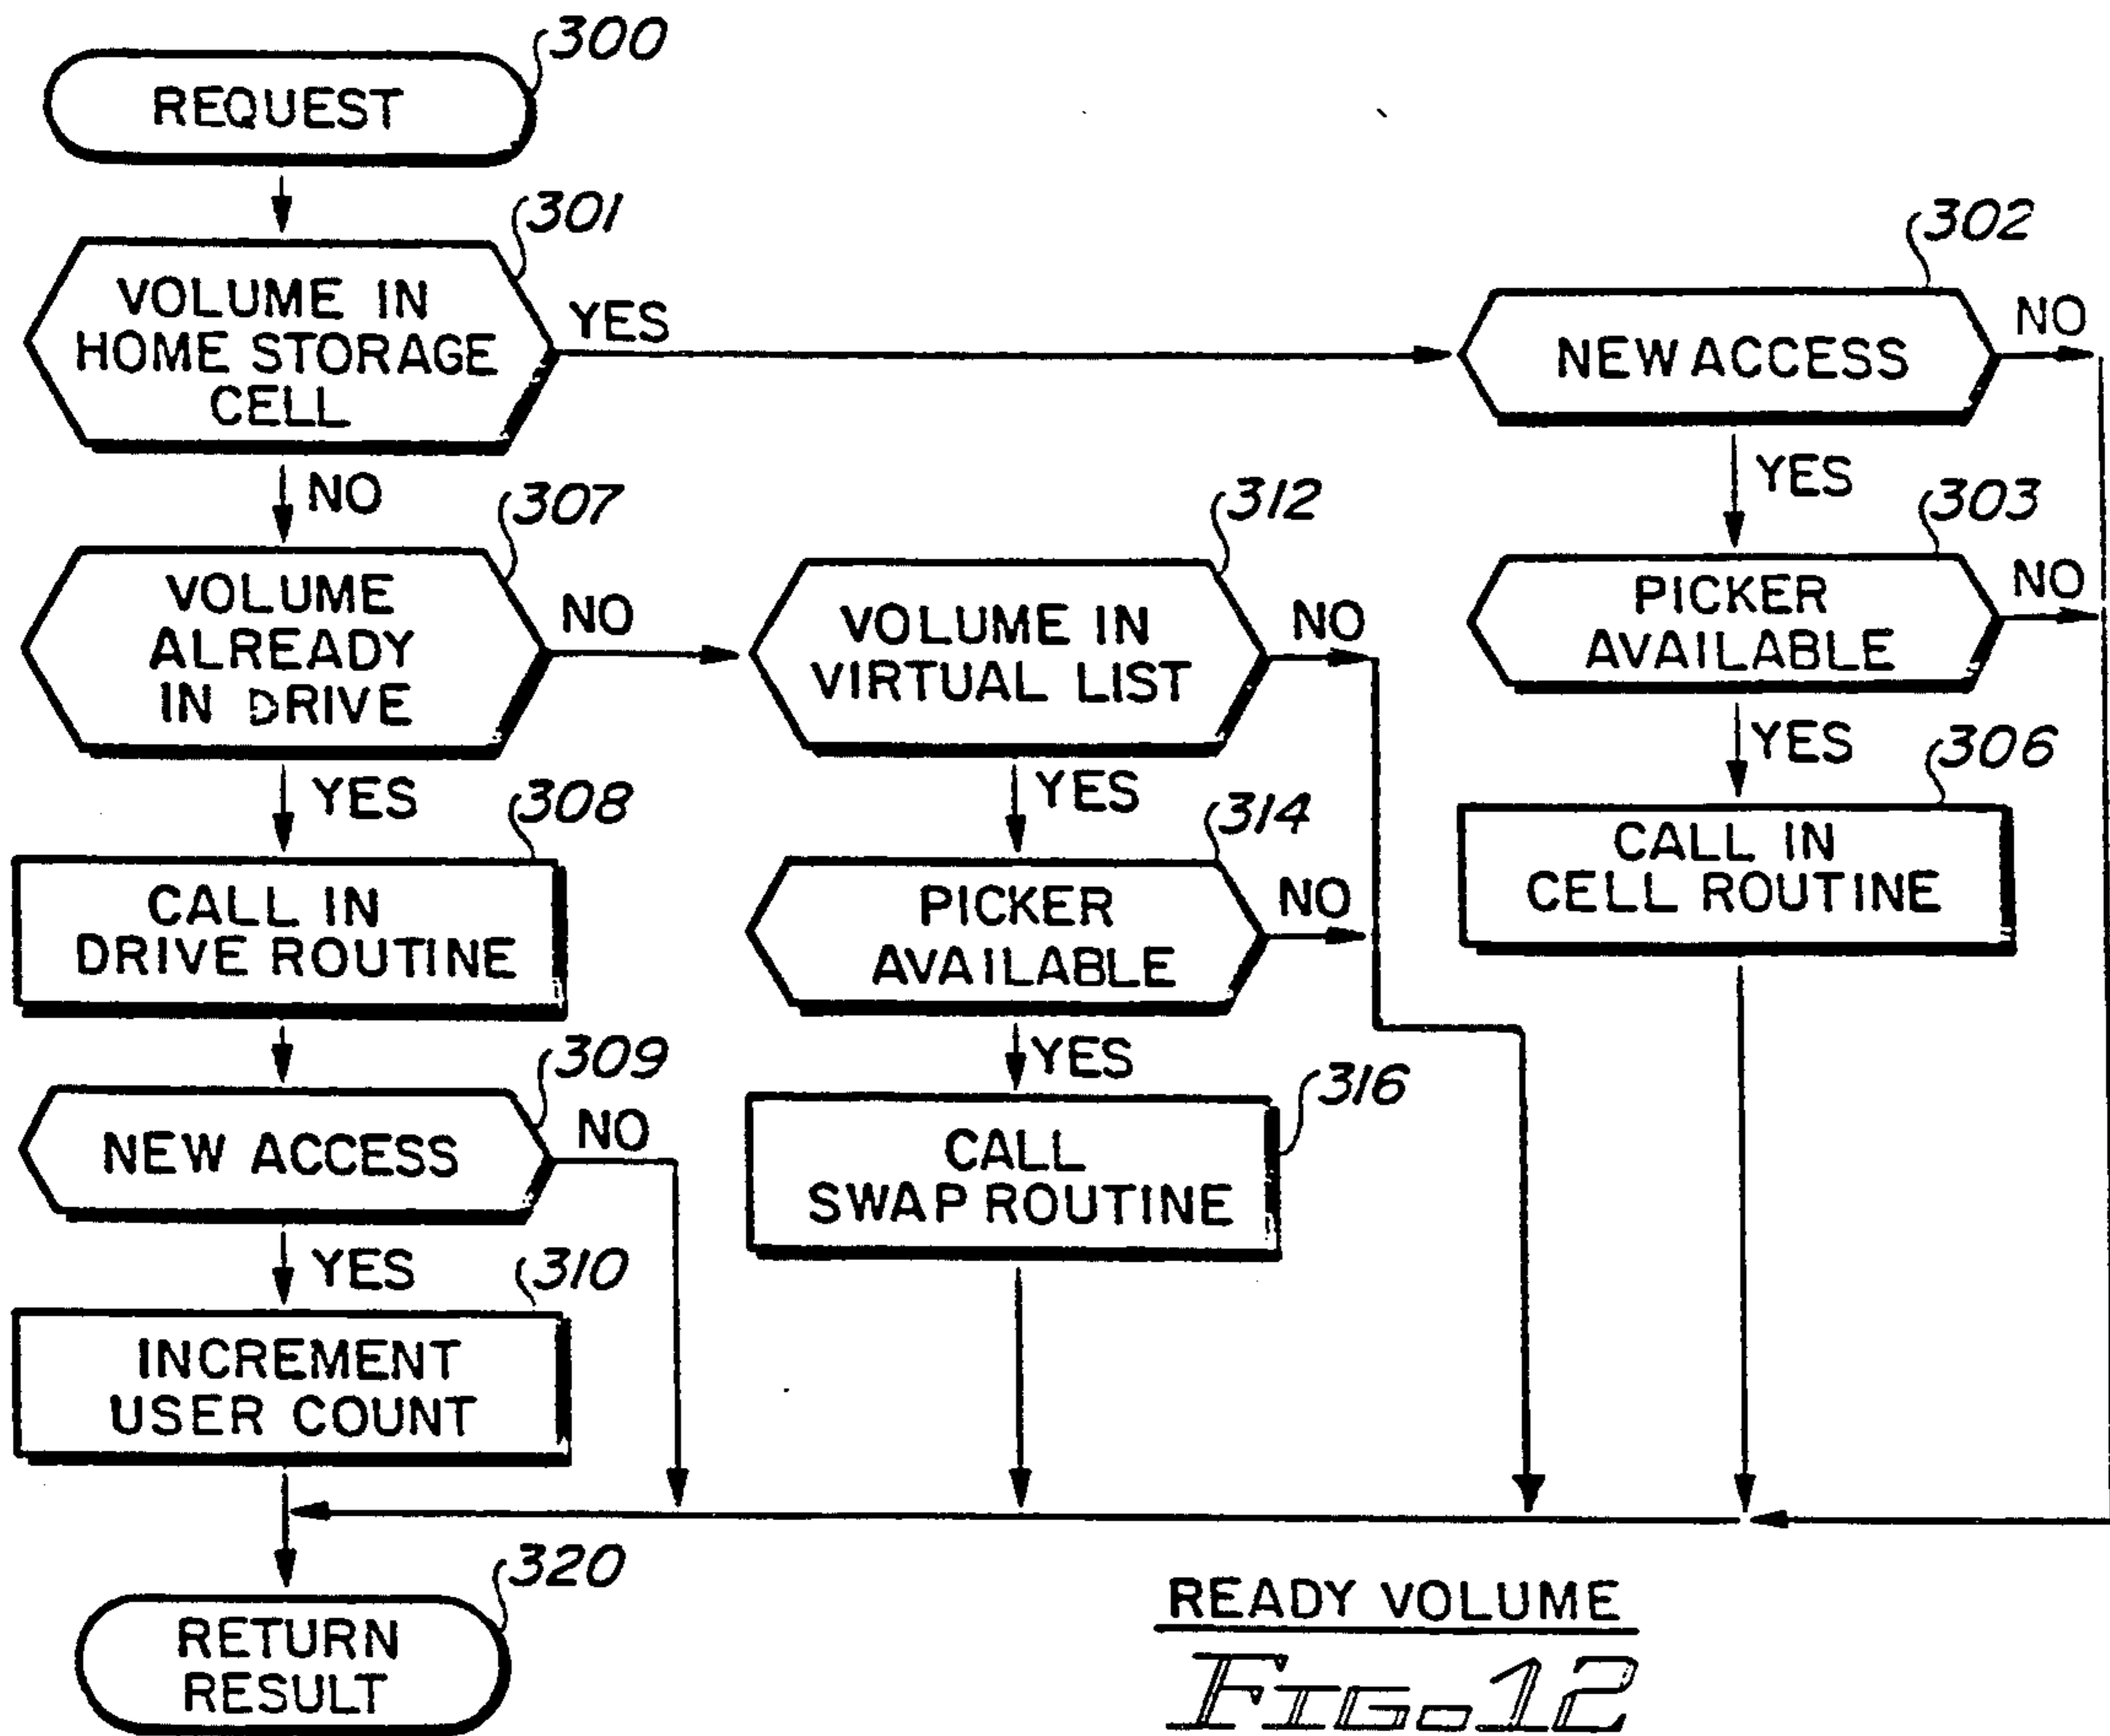 300
REQUEST
301
VOLUME IN
HOME STORAGE
CELL
YES
302
NEW ACCESS
NO
NO
YES
307
VOLUME
ALREADY
IN DRIVE
NO
312
VOLUME IN
VIRTUAL LIST
NO
303
PICKER
AVAILABLE
NO
YES
308
CALL IN
DRIVE ROUTINE
YES
314
PICKER
AVAILABLE
NO
YES
306
CALL IN
CELL ROUTINE
309
NEW ACCESS
NO
YES
316
CALL
SWAP ROUTINE
YES
310
INCREMENT
USER COUNT
320
RETURN
RESULT
READY VOLUME
FIG. 12